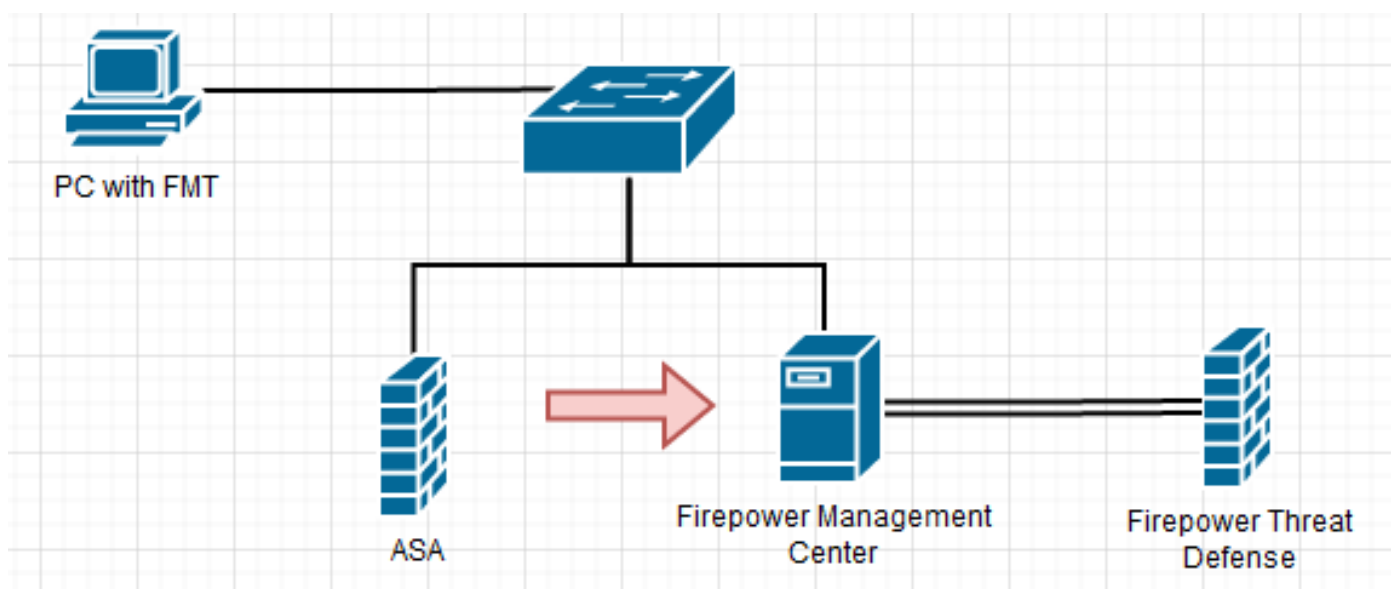 PC with FMT
ASA
Firepower Management
Center
Firepower Threat
Defense